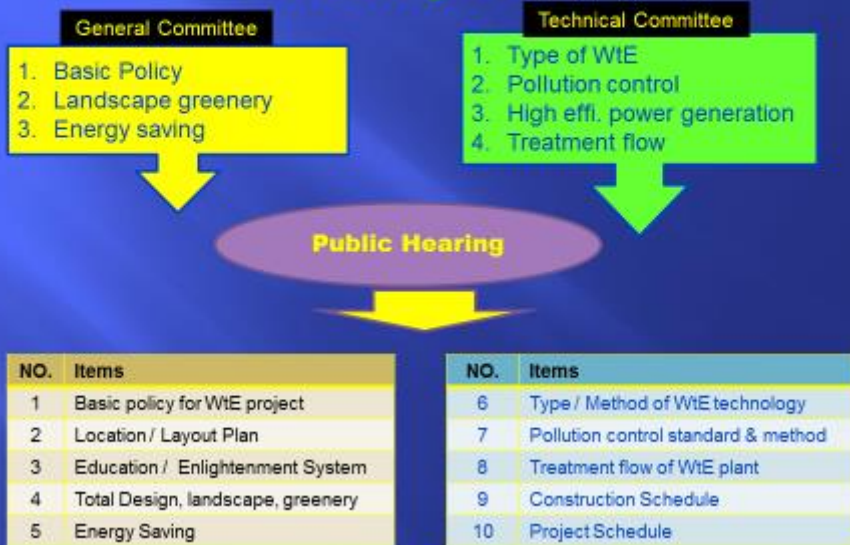 General Committee
1. Basic Policy
2. Landscape greenery
3. Energy saving
Technical Committee
1. Type of WtE
2. Pollution control
3. High effi. power generation
4. Treatment flow
Public Hearing
NO. Items
1 Basic policy for WtE project
2 Location / Layout Plan
3 Education / Enlightenment System
4 Total Design, landscape, greenery
5 Energy Saving
NO. Items
6 Type / Method of WtE technology
7 Pollution control standard & method
8 Treatment flow of WtE plant
9 Construction Schedule
10 Project Schedule